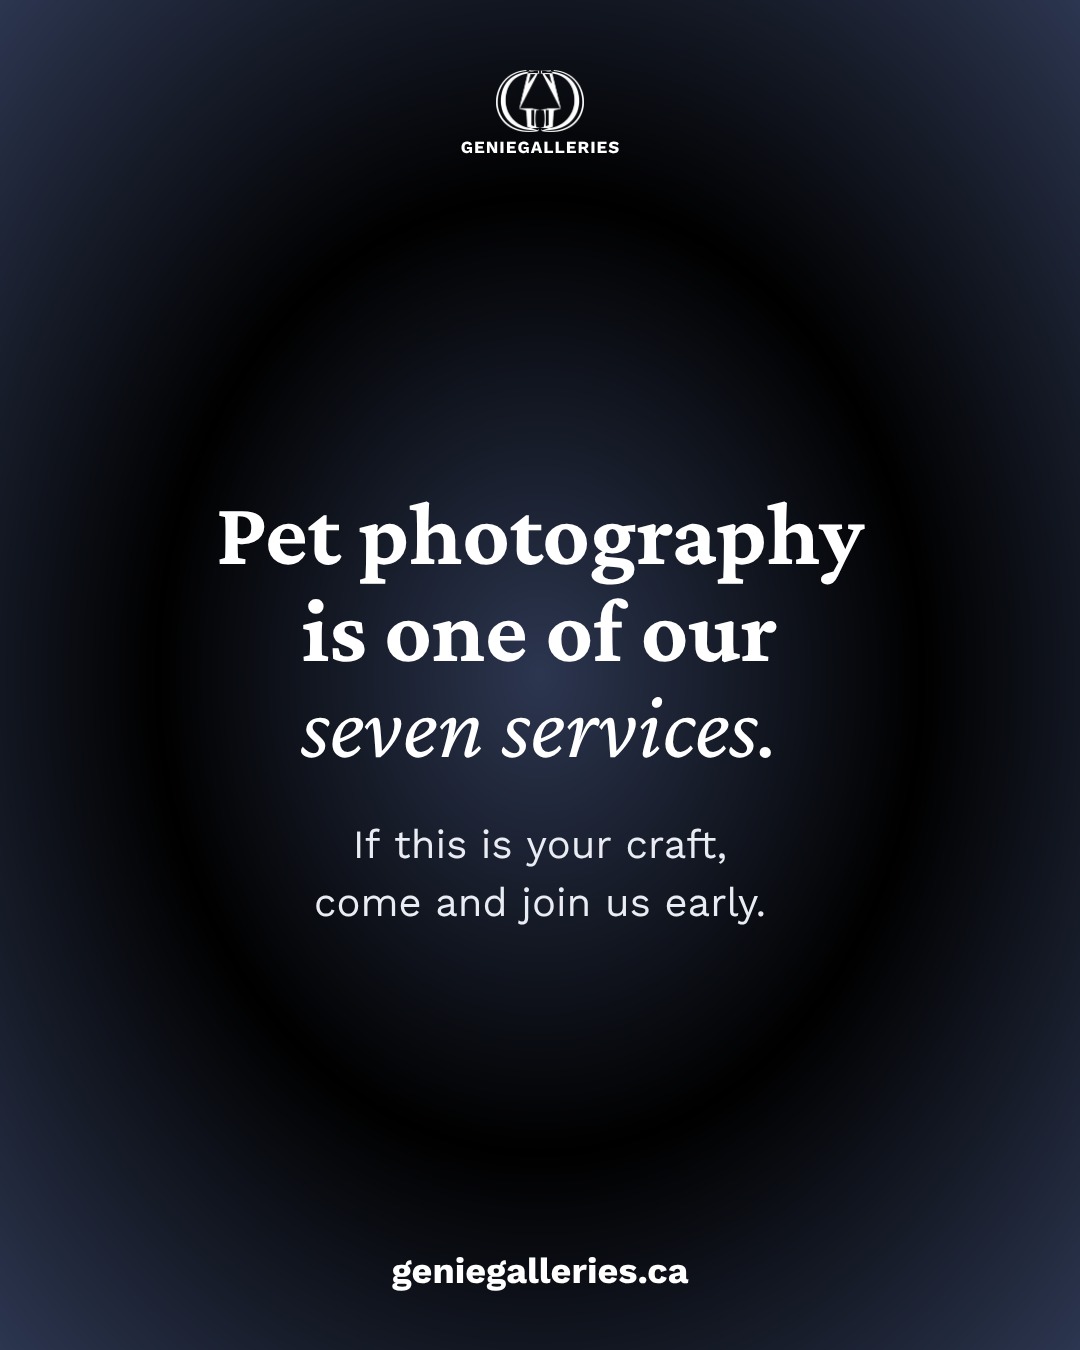 GENIEGALLERIES
Pet photography
is one of our
seven services.
If this is your craft,
come and join us early.
geniegalleries.ca